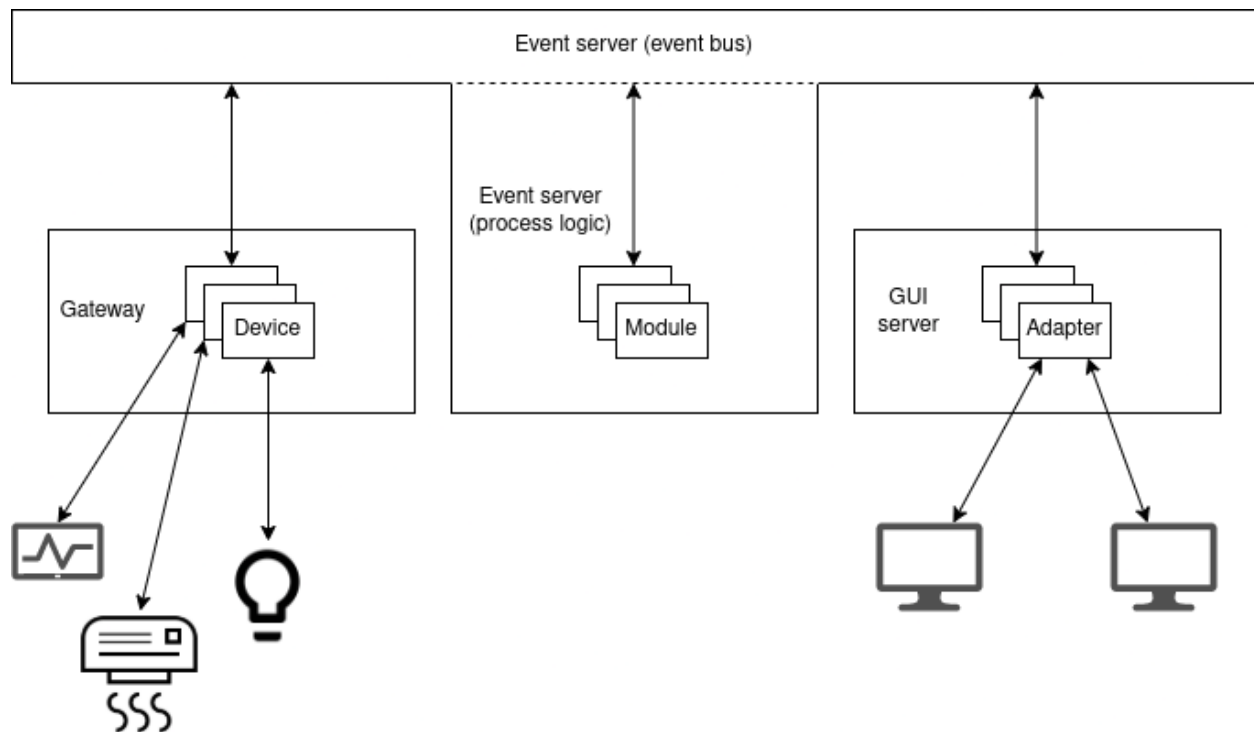 Event server (event bus)
Event server
(process logic)
Gateway
Device
Module
GUI
server
Adapter